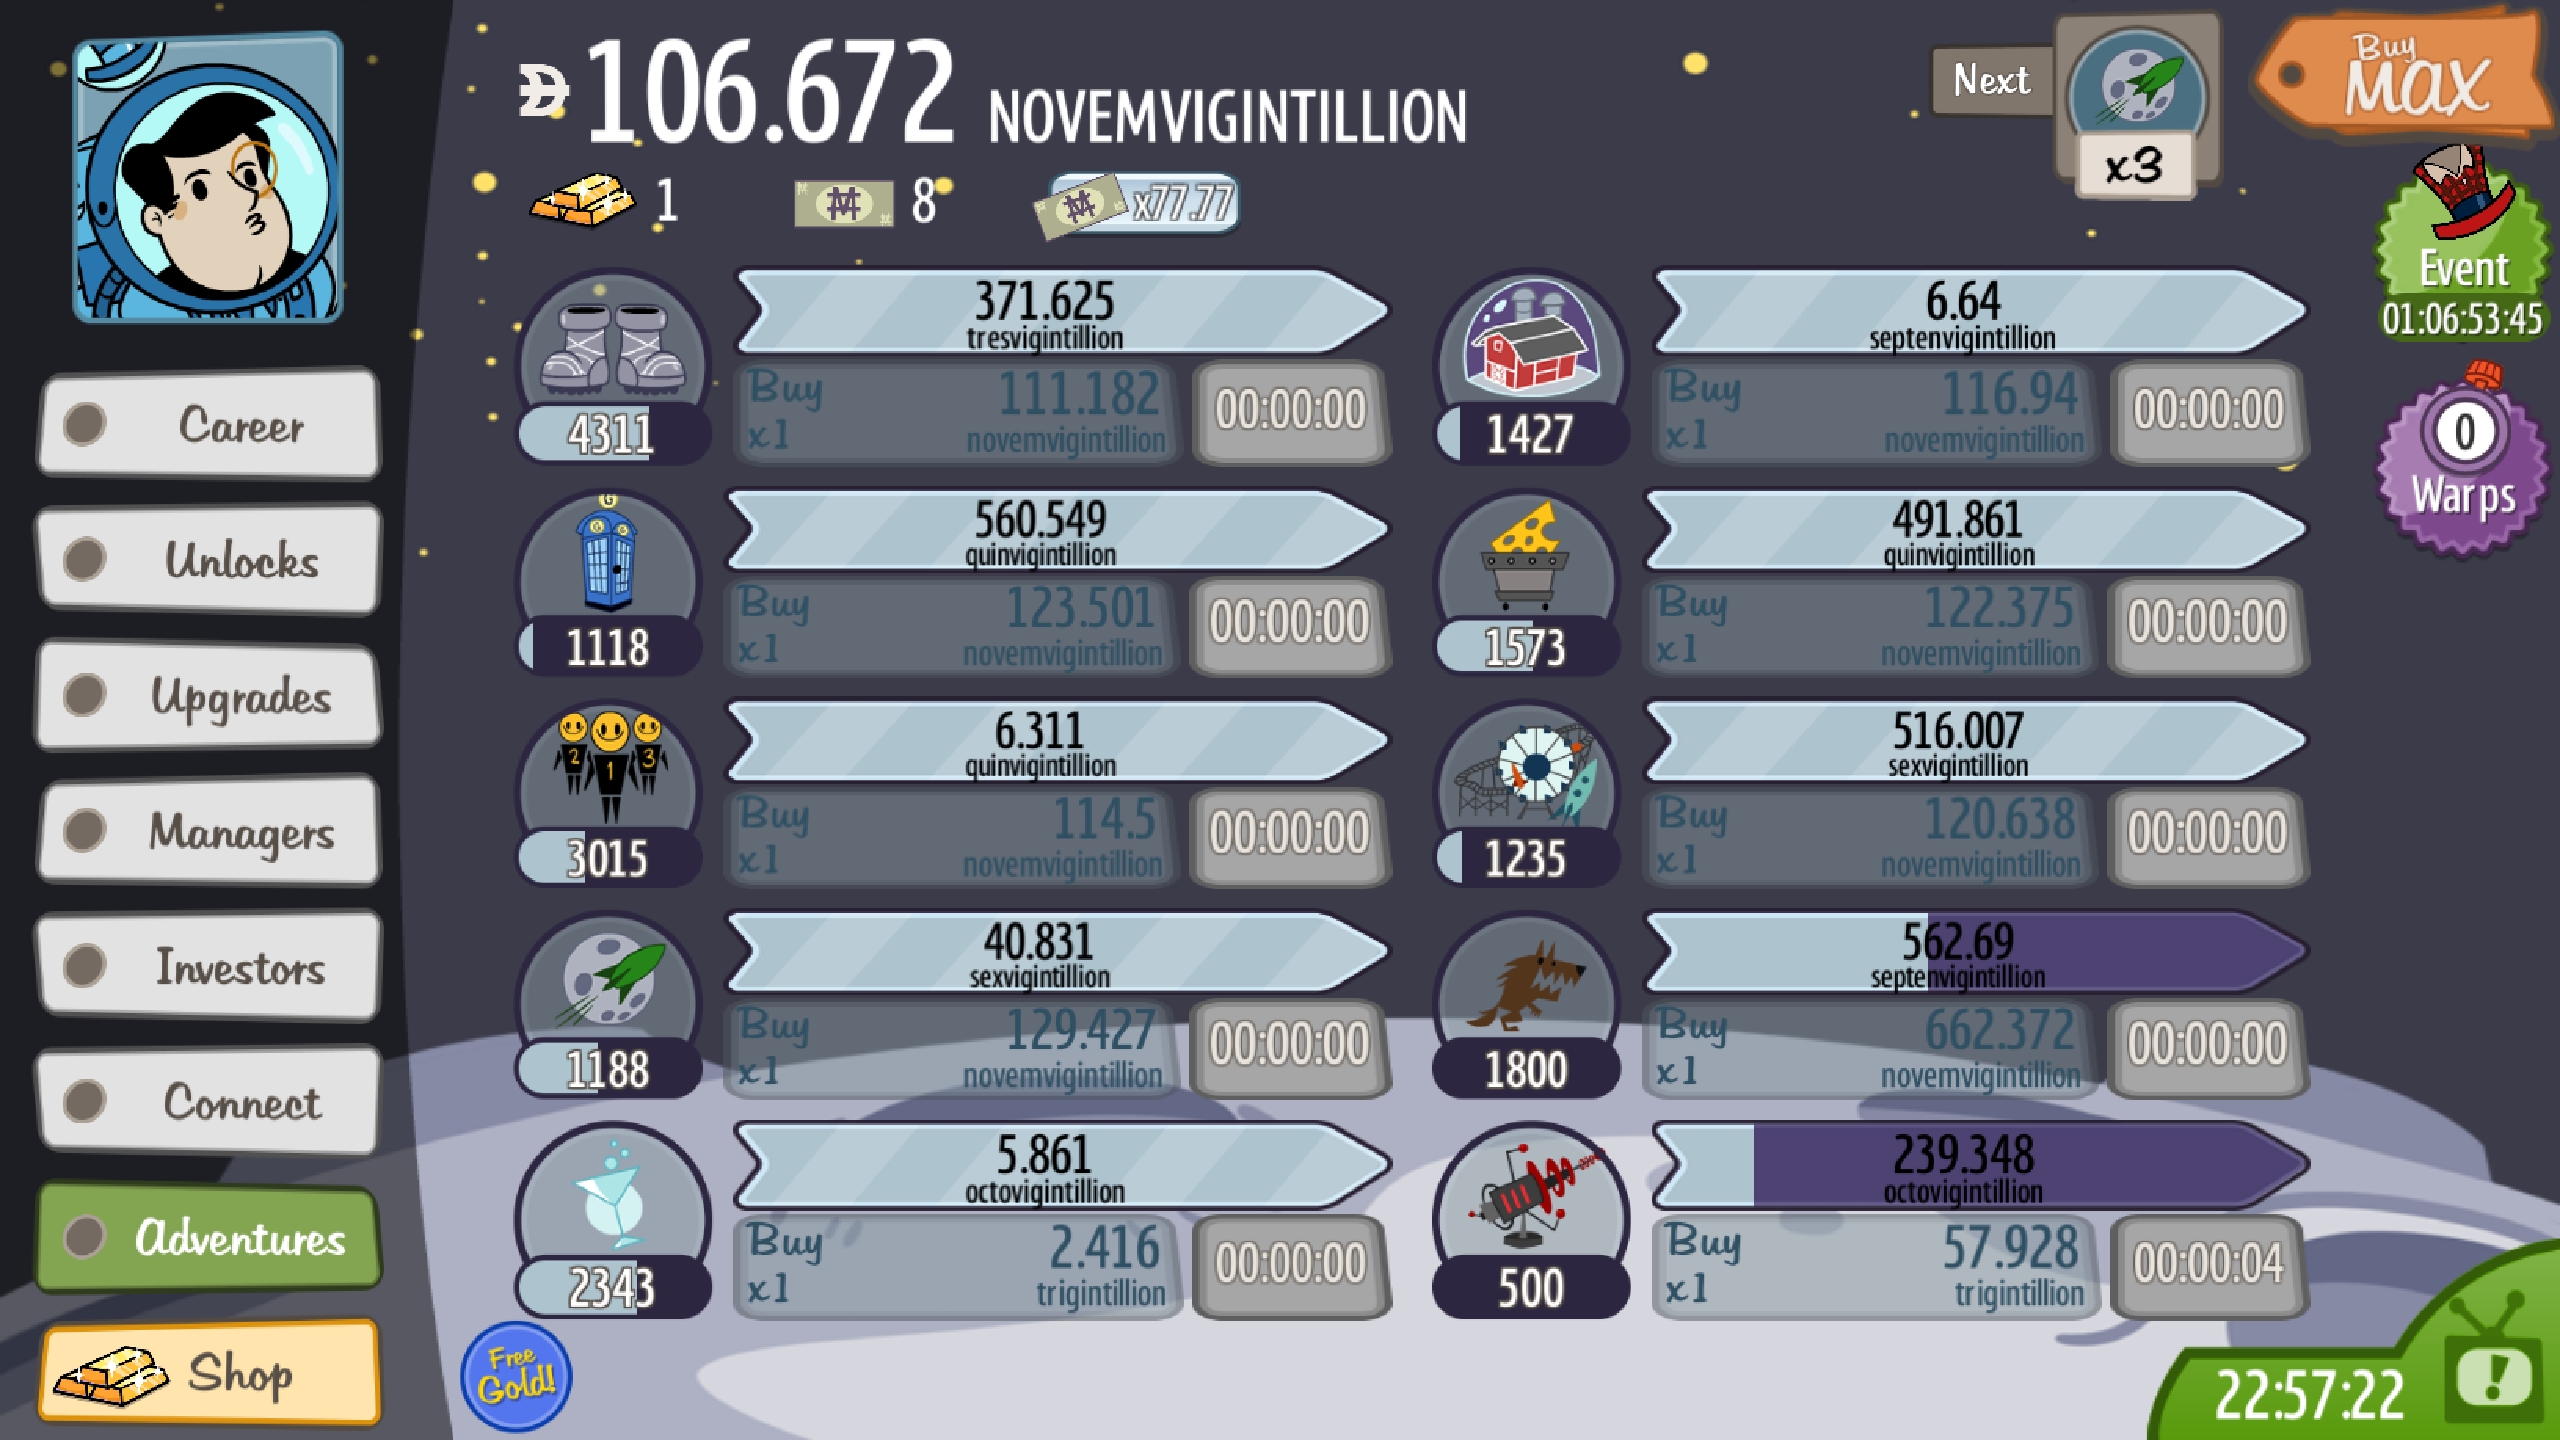 106.672 NOVEMVIGINTILLION
Next
x3
Buy
MAX
1
8
x77.77
Event
01:06:53:45
0
Warps
Career
Unlocks
Upgrades
Managers
Investors
Connect
Adventures
Shop
371.625
tresvigintillion
4311
Buy
x1
111.182
novemvigintillion
00:00:00
6.64
septenvigintillion
1427
Buy
x1
116.94
novemvigintillion
00:00:00
G
560.549
quinvigintillion
1118
Buy
x1
123.501
novemvigintillion
00:00:00
491.861
quinvigintillion
1573
Buy
x1
122.375
novemvigintillion
00:00:00
2 1 3
6.311
quinvigintillion
3015
Buy
x1
114.5
novemvigintillion
00:00:00
516.007
sexvigintillion
1235
Buy
x1
120.638
novemvigintillion
00:00:00
40.831
sexvigintillion
1188
Buy
x1
129.427
novemvigintillion
00:00:00
562.69
septenvigintillion
1800
Buy
x1
662.372
novemvigintillion
00:00:00
5.861
octovigintillion
2343
Buy
x1
2.416
trigintillion
00:00:00
239.348
octovigintillion
500
Buy
x1
57.928
trigintillion
00:00:04
Free
Gold!
22:57:22
!